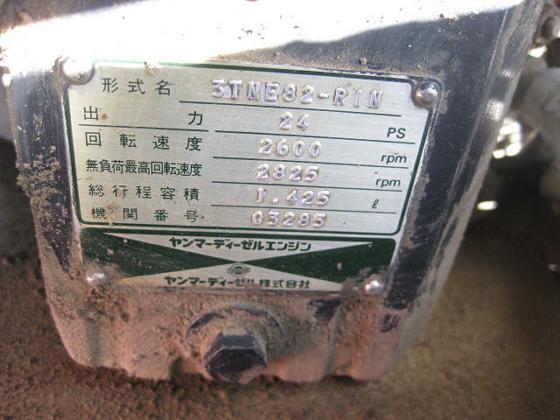 形式名 3TNE82-RIN
出力 24 PS
回転速度 2600 rpm
無負荷最高回転速度 2825 rpm
総行程容積 1.425 ℓ
機関番号 03285
ヤンマーディーゼルエンジン
ヤンマーディーゼル株式会社